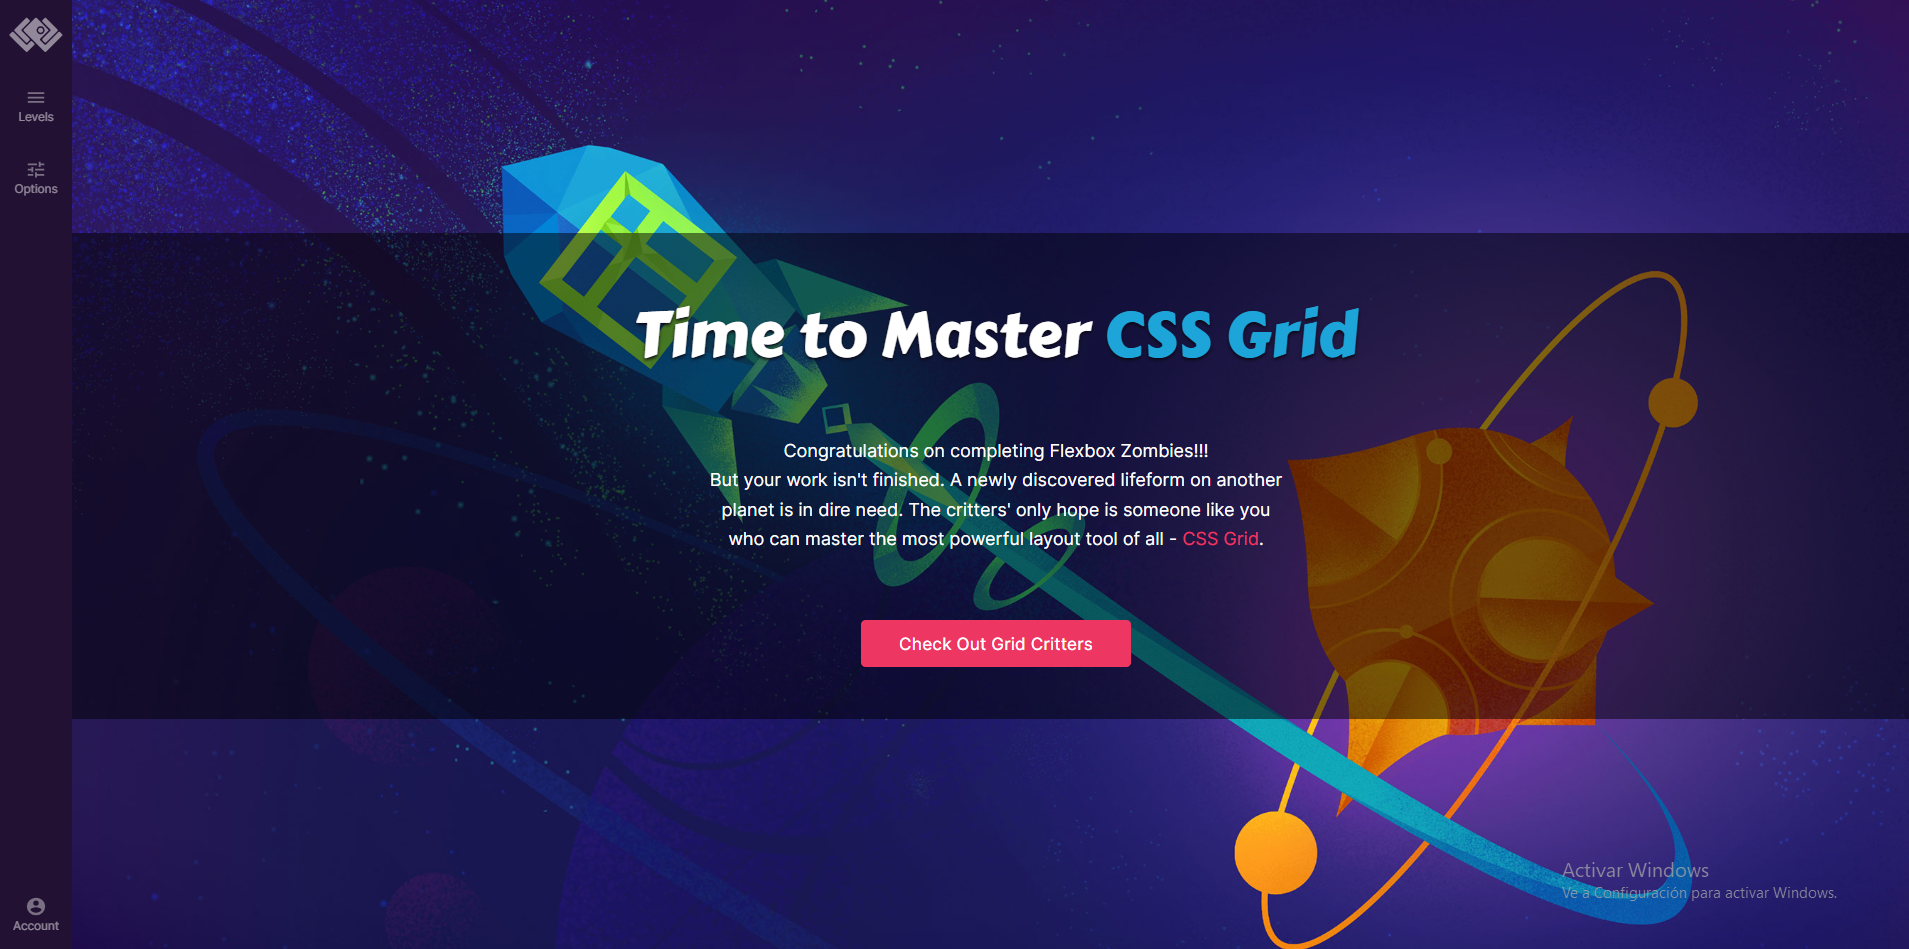 Levels
Options
Time to Master CSS Grid
Congratulations on completing Flexbox Zombies!!!
But your work isn't finished. A newly discovered lifeform on another
planet is in dire need. The critters' only hope is someone like you
who can master the most powerful layout tool of all - CSS Grid.
Check Out Grid Critters
Activar Windows
Ve a Configuración para activar Windows.
Account